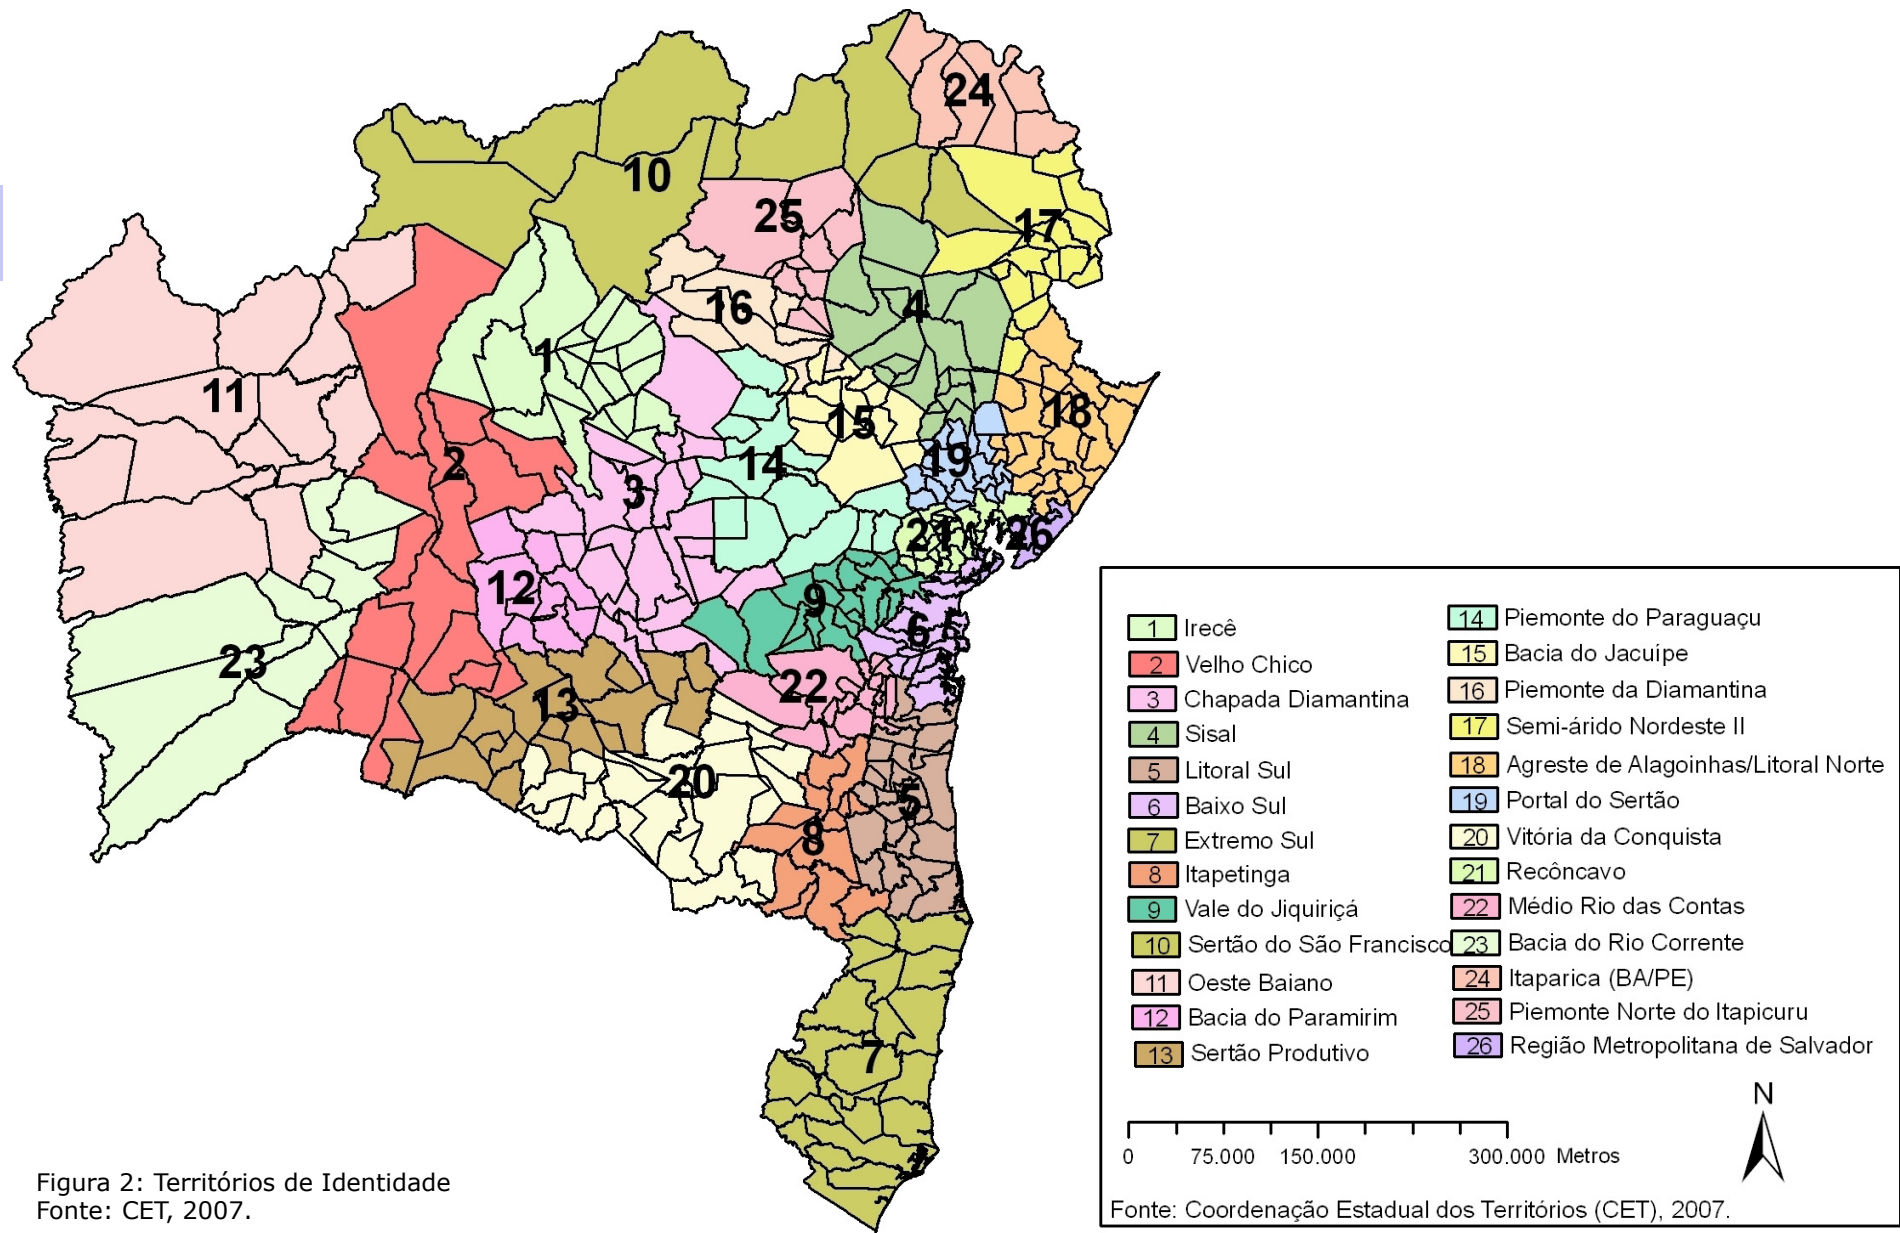 24
10
25
17
16
4
1
11
18
15
2
14
19
3
21
26
12
9
6
23
22
13
20
5
8
7
1 Irecê
2 Velho Chico
3 Chapada Diamantina
4 Sisal
5 Litoral Sul
6 Baixo Sul
7 Extremo Sul
8 Itapetinga
9 Vale do Jiquiriçá
10 Sertão do São Francisco
11 Oeste Baiano
12 Bacia do Paramirim
13 Sertão Produtivo
14 Piemonte do Paraguaçu
15 Bacia do Jacuípe
16 Piemonte da Diamantina
17 Semi-árido Nordeste II
18 Agreste de Alagoinhas/Litoral Norte
19 Portal do Sertão
20 Vitória da Conquista
21 Recôncavo
22 Médio Rio das Contas
23 Bacia do Rio Corrente
24 Itaparica (BA/PE)
25 Piemonte Norte do Itapicuru
26 Região Metropolitana de Salvador
N
0 75.000 150.000 300.000 Metros
Fonte: Coordenação Estadual dos Territórios (CET), 2007.
Figura 2: Territórios de Identidade
Fonte: CET, 2007.